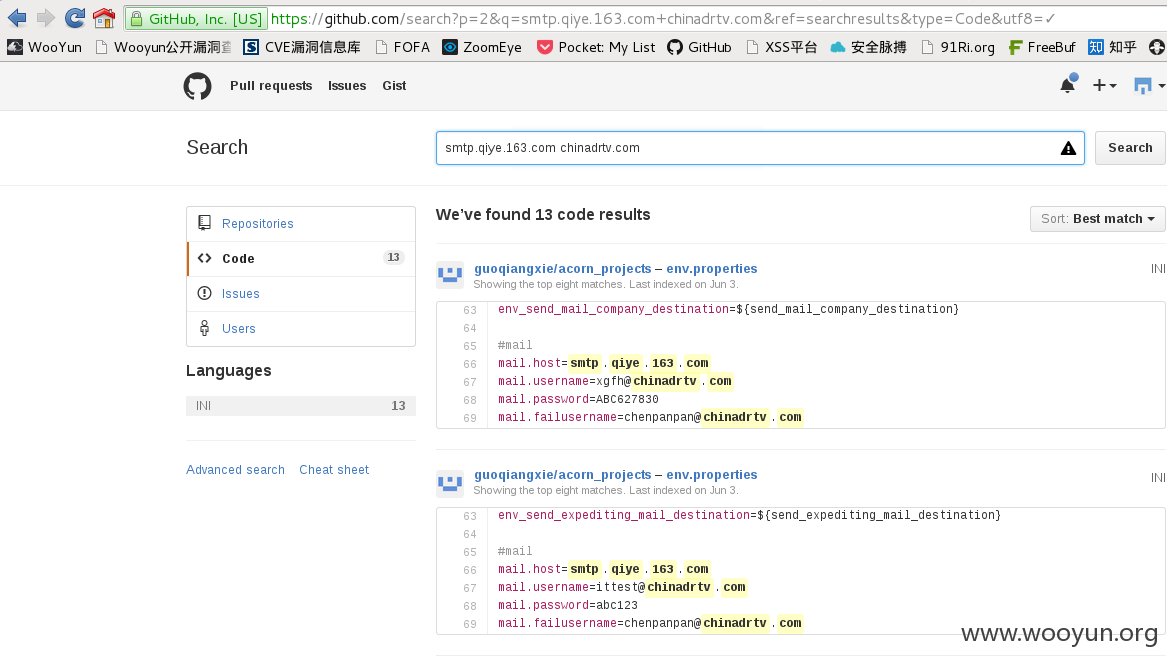 GitHub, Inc. [US] https://github.com/search?p=2&q=smtp.qiye.163.com+chinadrtv.com&ref=searchresults&type=Code&utf8=✓
WooYun Wooyun公开漏洞查 CVE漏洞信息库 FOFA ZoomEye Pocket: My List GitHub XSS平台 安全脉搏 91Ri.org FreeBuf 知乎
Pull requests Issues Gist
Search smtp.qiye.163.com chinadrtv.com Search
Repositories
Code 13
Issues
Users
Languages
INI 13
Advanced search Cheat sheet
We've found 13 code results Sort: Best match
guoqiangxie/acorn_projects – env.properties INI
Showing the top eight matches. Last indexed on Jun 3.
63 env_send_mail_company_destination=${send_mail_company_destination}
64
65 #mail
66 mail.host=smtp.qiye.163.com
67 mail.username=xgfh@chinadrtv.com
68 mail.password=ABC627830
69 mail.failusername=chenpanpan@chinadrtv.com
guoqiangxie/acorn_projects – env.properties INI
Showing the top eight matches. Last indexed on Jun 3.
63 env_send_expediting_mail_destination=${send_expediting_mail_destination}
64
65 #mail
66 mail.host=smtp.qiye.163.com
67 mail.username=ittest@chinadrtv.com
68 mail.password=abc123
69 mail.failusername=chenpanpan@chinadrtv.com
www.wooyun.org